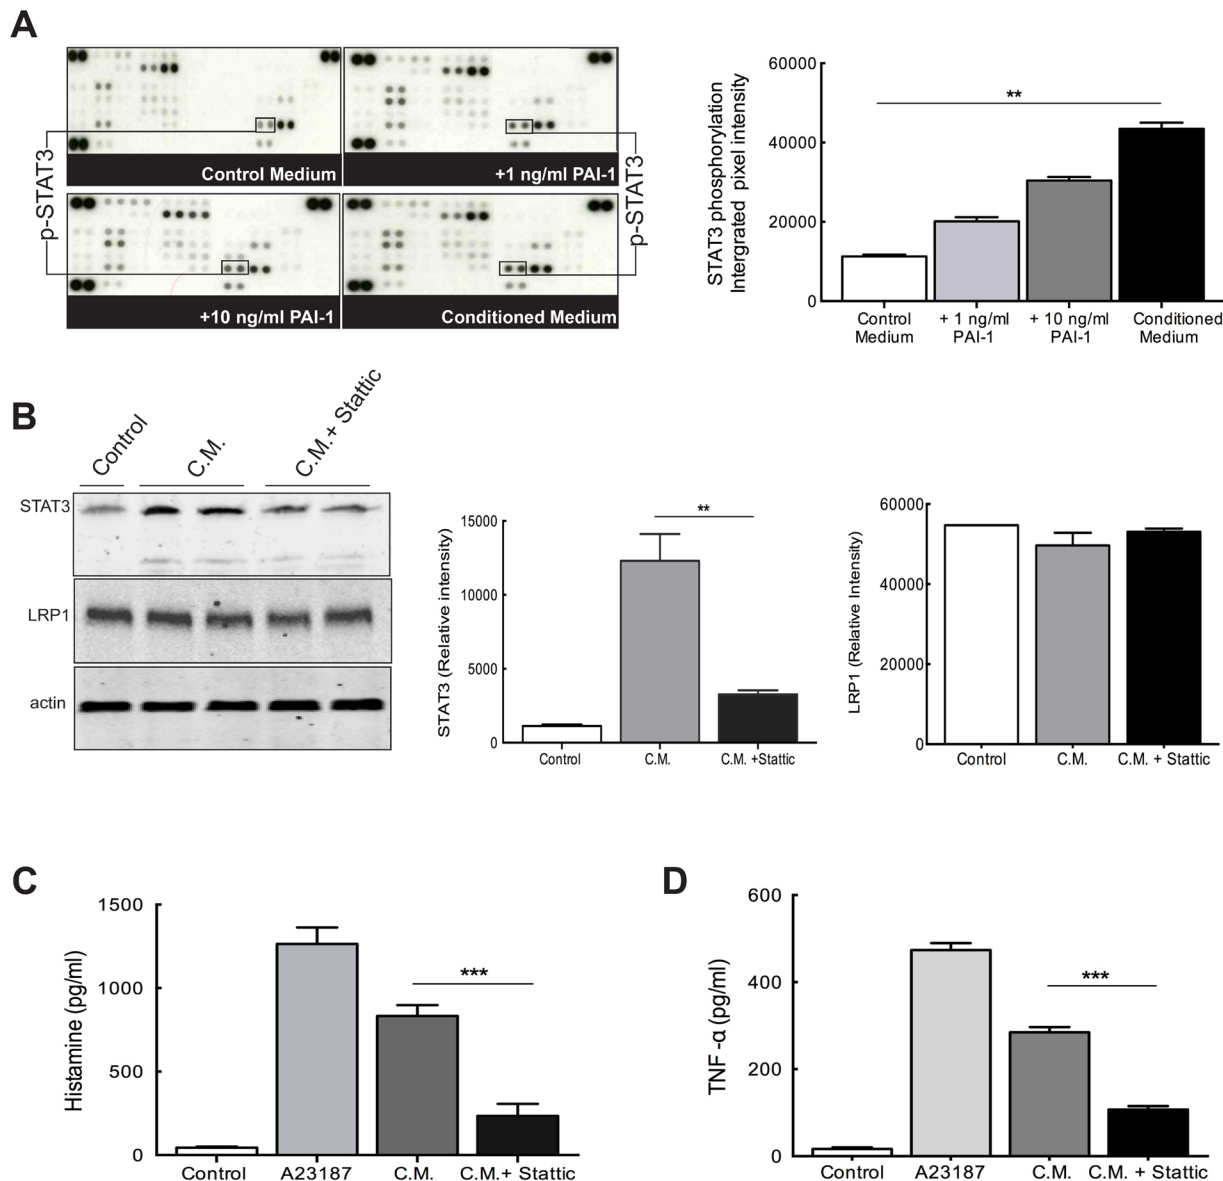 A
p-STAT3
Control Medium
+1 ng/ml PAI-1
+10 ng/ml PAI-1
Conditioned Medium
p-STAT3
STAT3 phosphorylation
Intergrated pixel intensity
60000
40000
20000
0
**
Control
Medium
+ 1 ng/ml
PAI-1
+ 10 ng/ml
PAI-1
Conditioned
Medium
B
Control
C.M.
C.M.+ Stattic
STAT3
LRP1
actin
STAT3 (Relative intensity)
15000
10000
5000
0
**
Control
C.M.
C.M. +Stattic
LRP1 (Relative Intensity)
60000
40000
20000
0
Control
C.M.
C.M. + Stattic
C
Histamine (pg/ml)
1500
1000
500
0
***
Control
A23187
C.M.
C.M.+ Stattic
D
TNF -α (pg/ml)
600
400
200
0
***
Control
A23187
C.M.
C.M. + Stattic